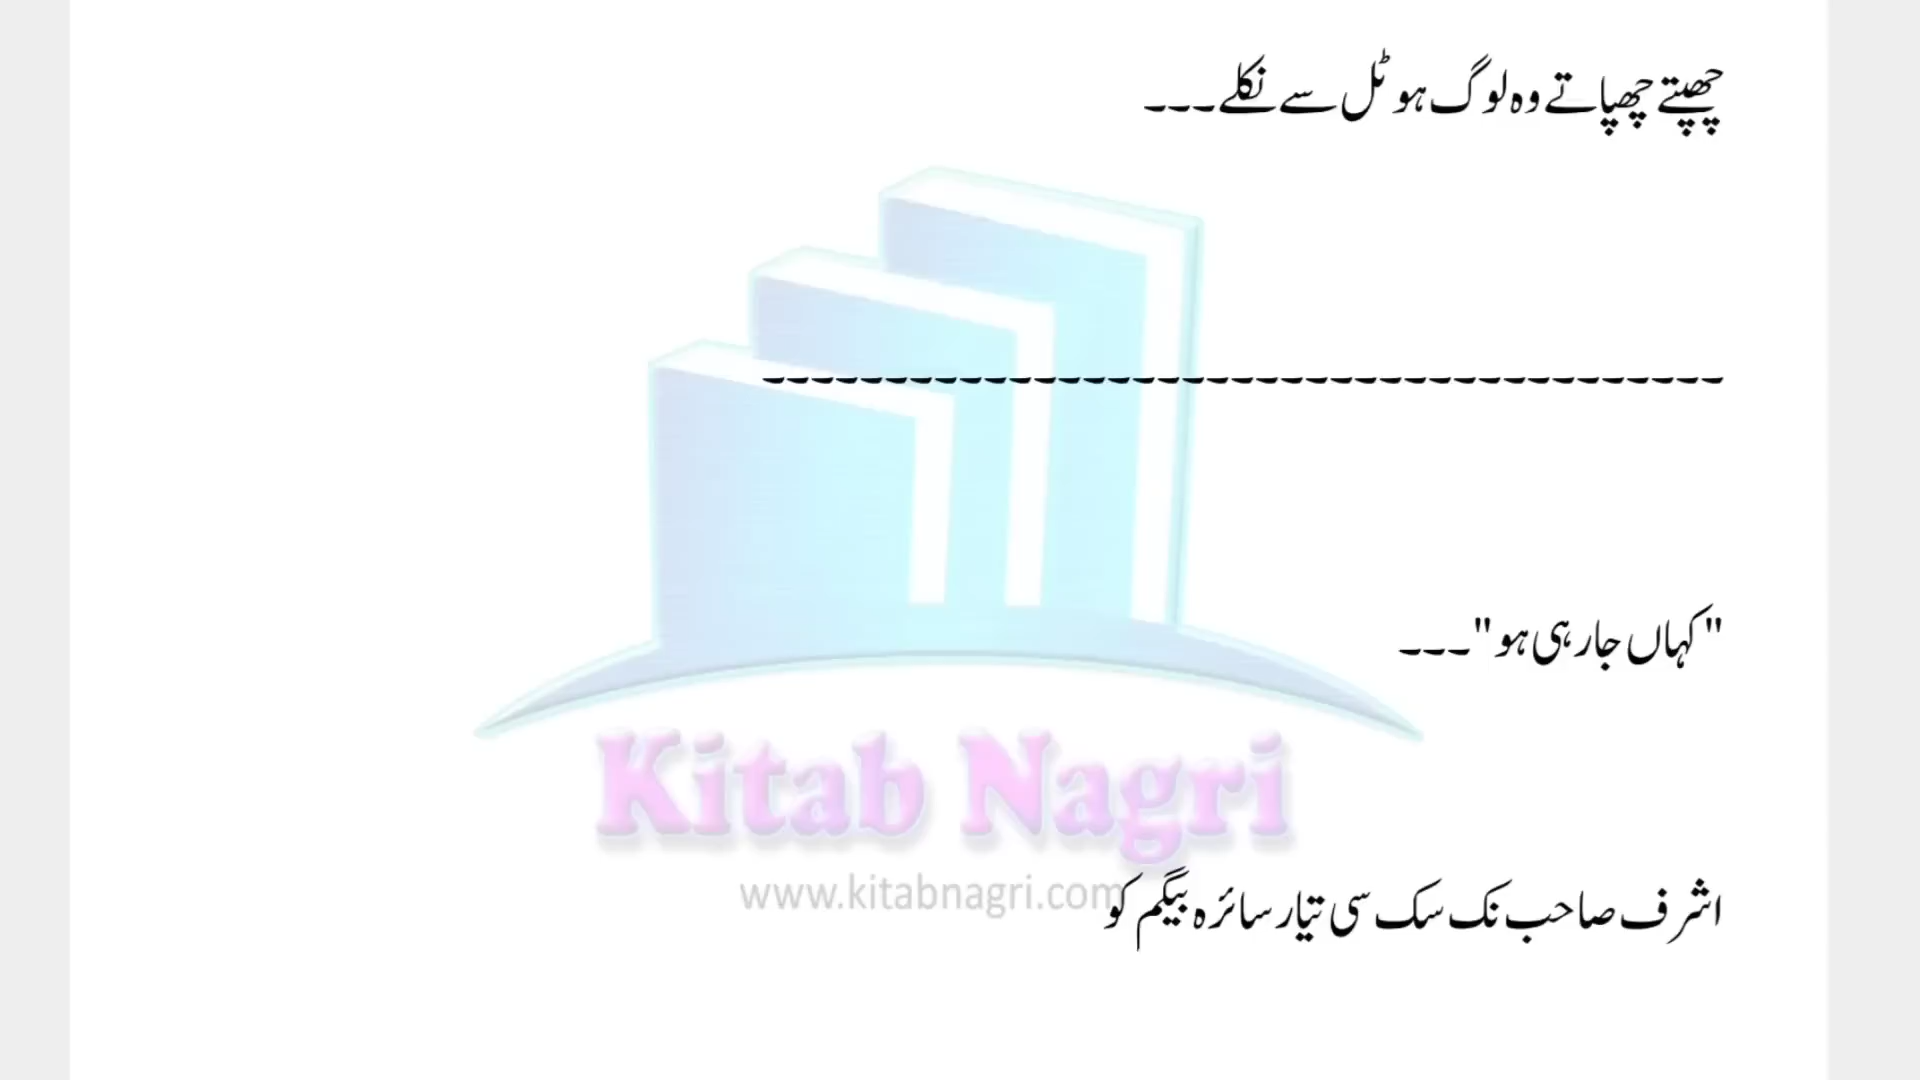 چھپتے چھپاتے وہ لوگ ہوٹل سے نکلے۔۔۔
۔۔۔۔۔۔۔۔۔۔۔۔۔۔۔۔۔۔۔۔۔۔۔۔۔۔۔۔۔۔۔۔۔۔۔۔۔۔۔
"کہاں جا رہی ہو"۔۔۔
Kitab Nagri
www.kitabnagri.com
اشرف صاحب نک سک سی تیار سائرہ بیگم کو